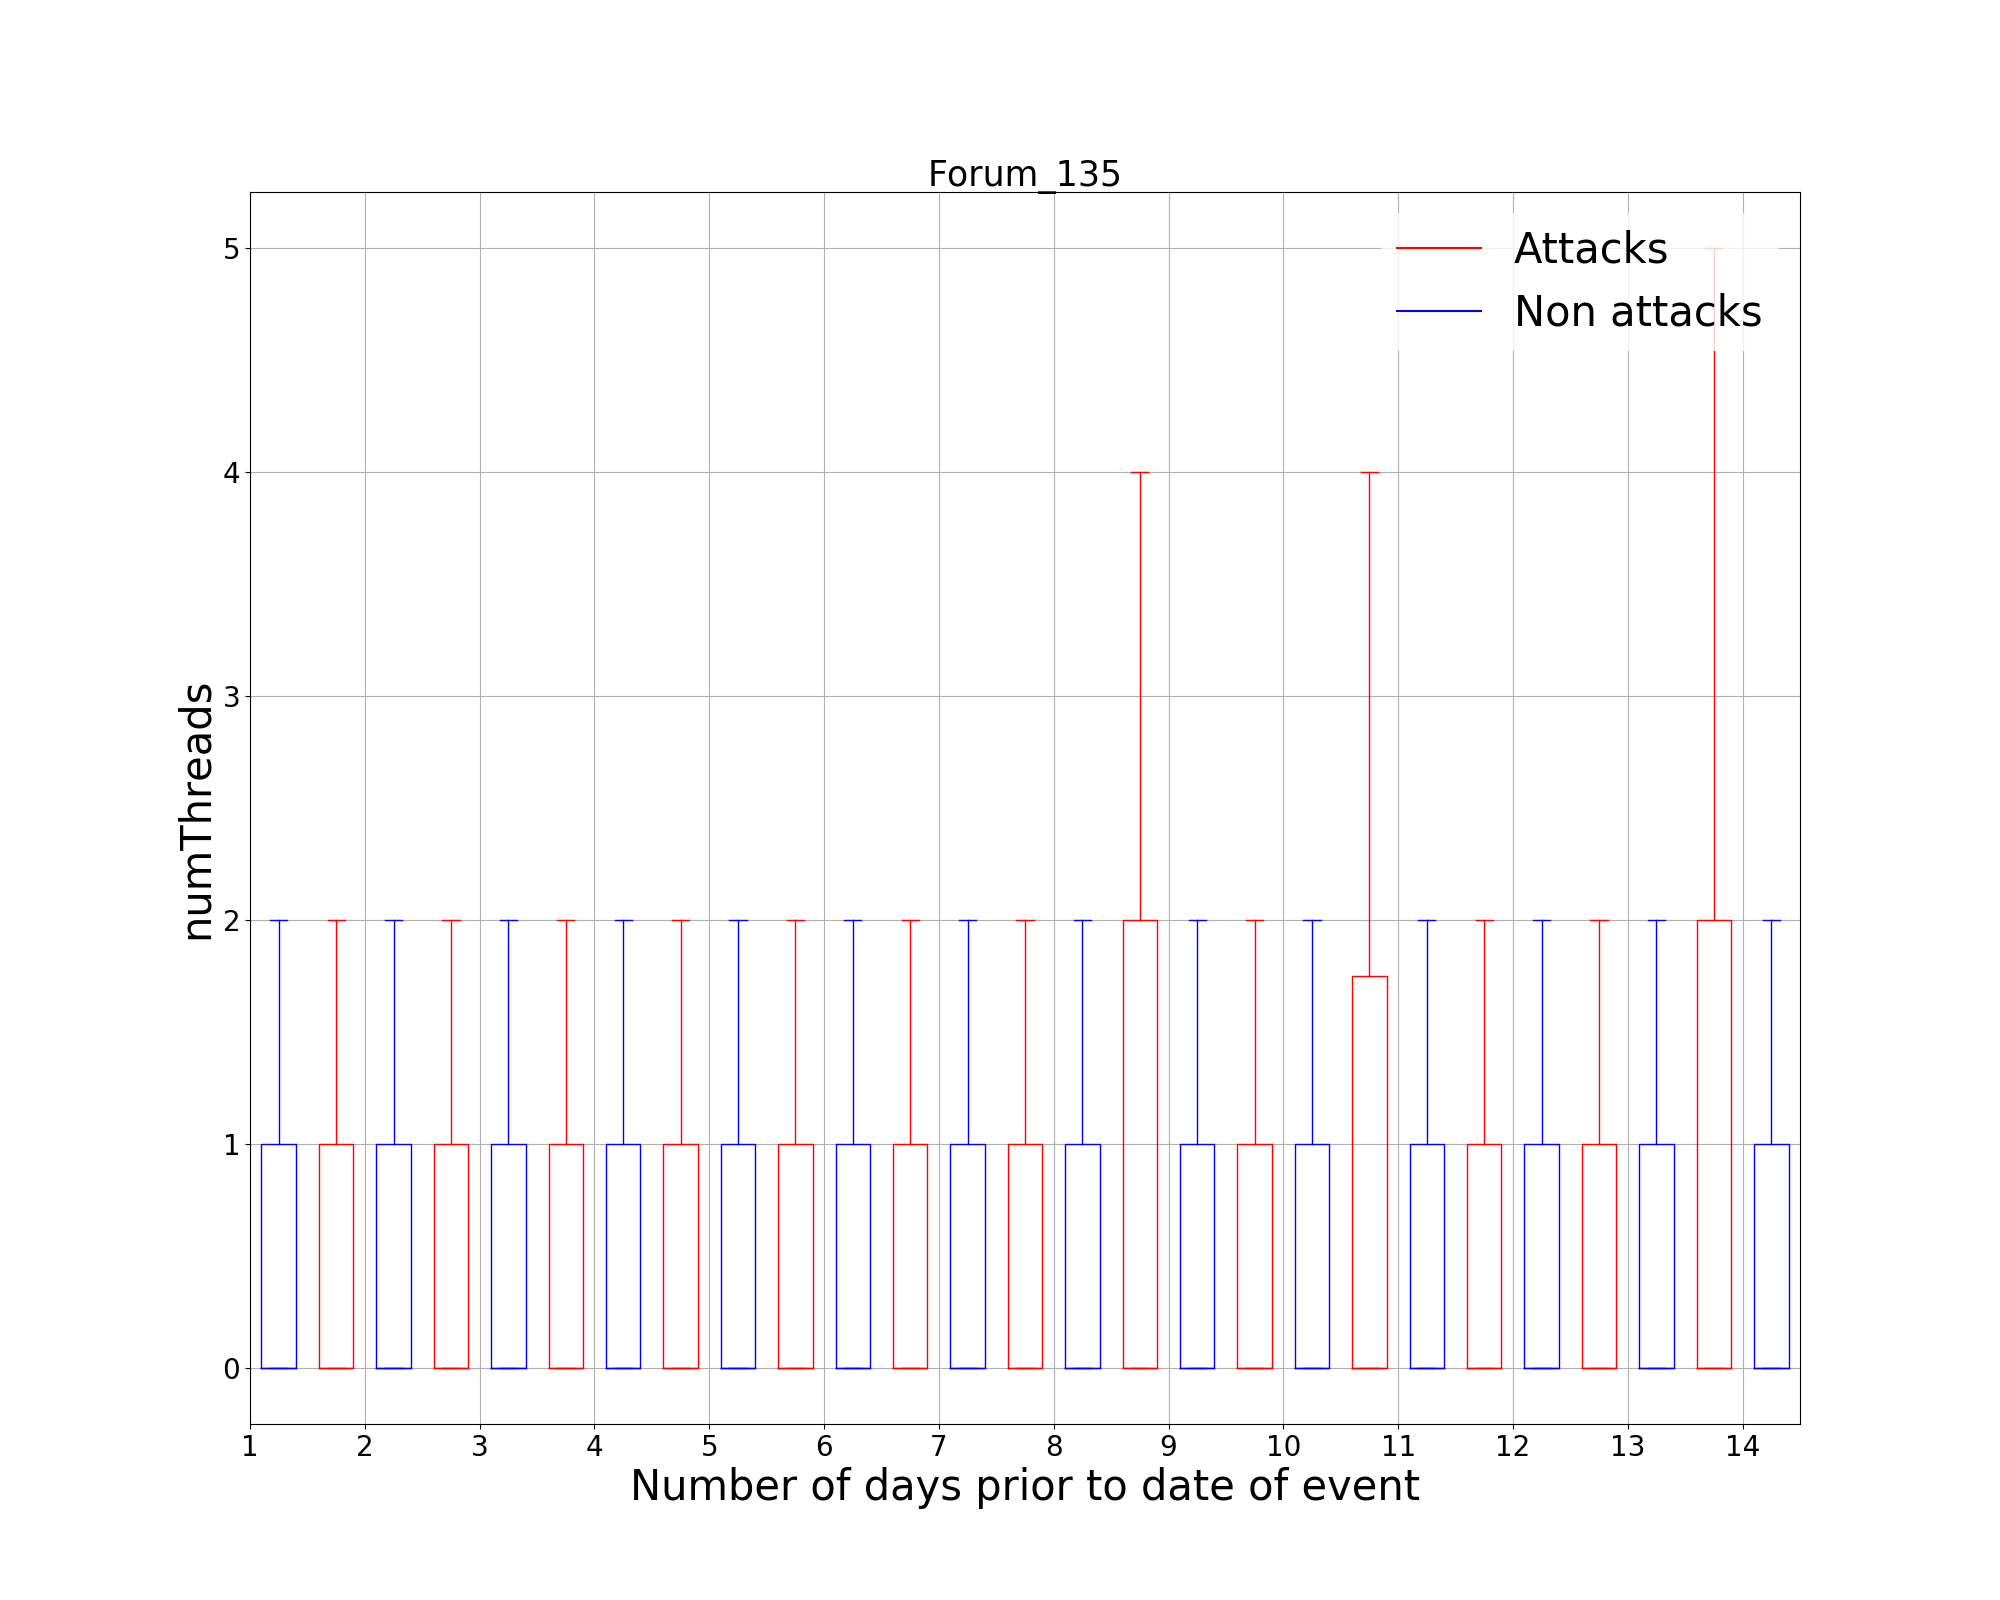 Forum_135
5
4
3
2
1
0
numThreads
Attacks
Non attacks
1 2 3 4 5 6 7 8 9 10 11 12 13 14
Number of days prior to date of event